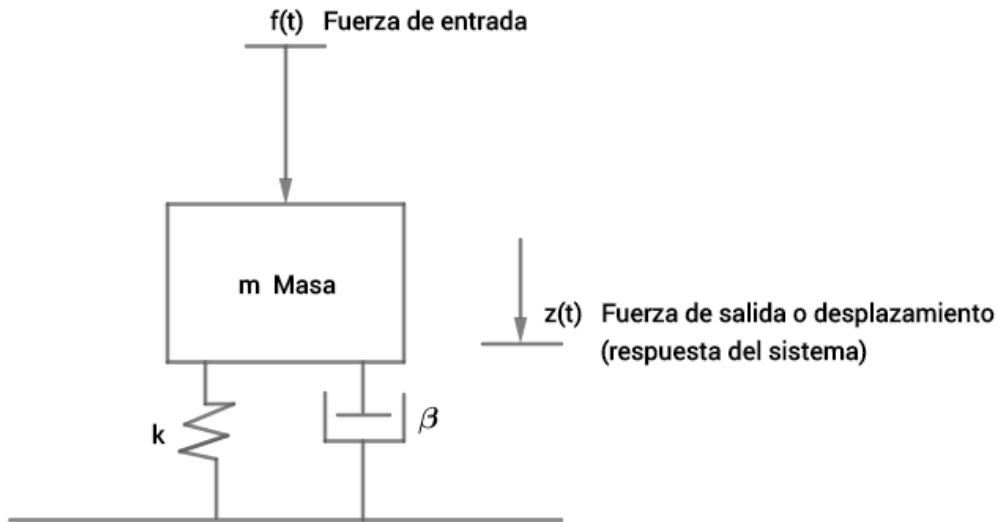 f(t) Fuerza de entrada
m Masa
z(t) Fuerza de salida o desplazamiento
(respuesta del sistema)
k
β